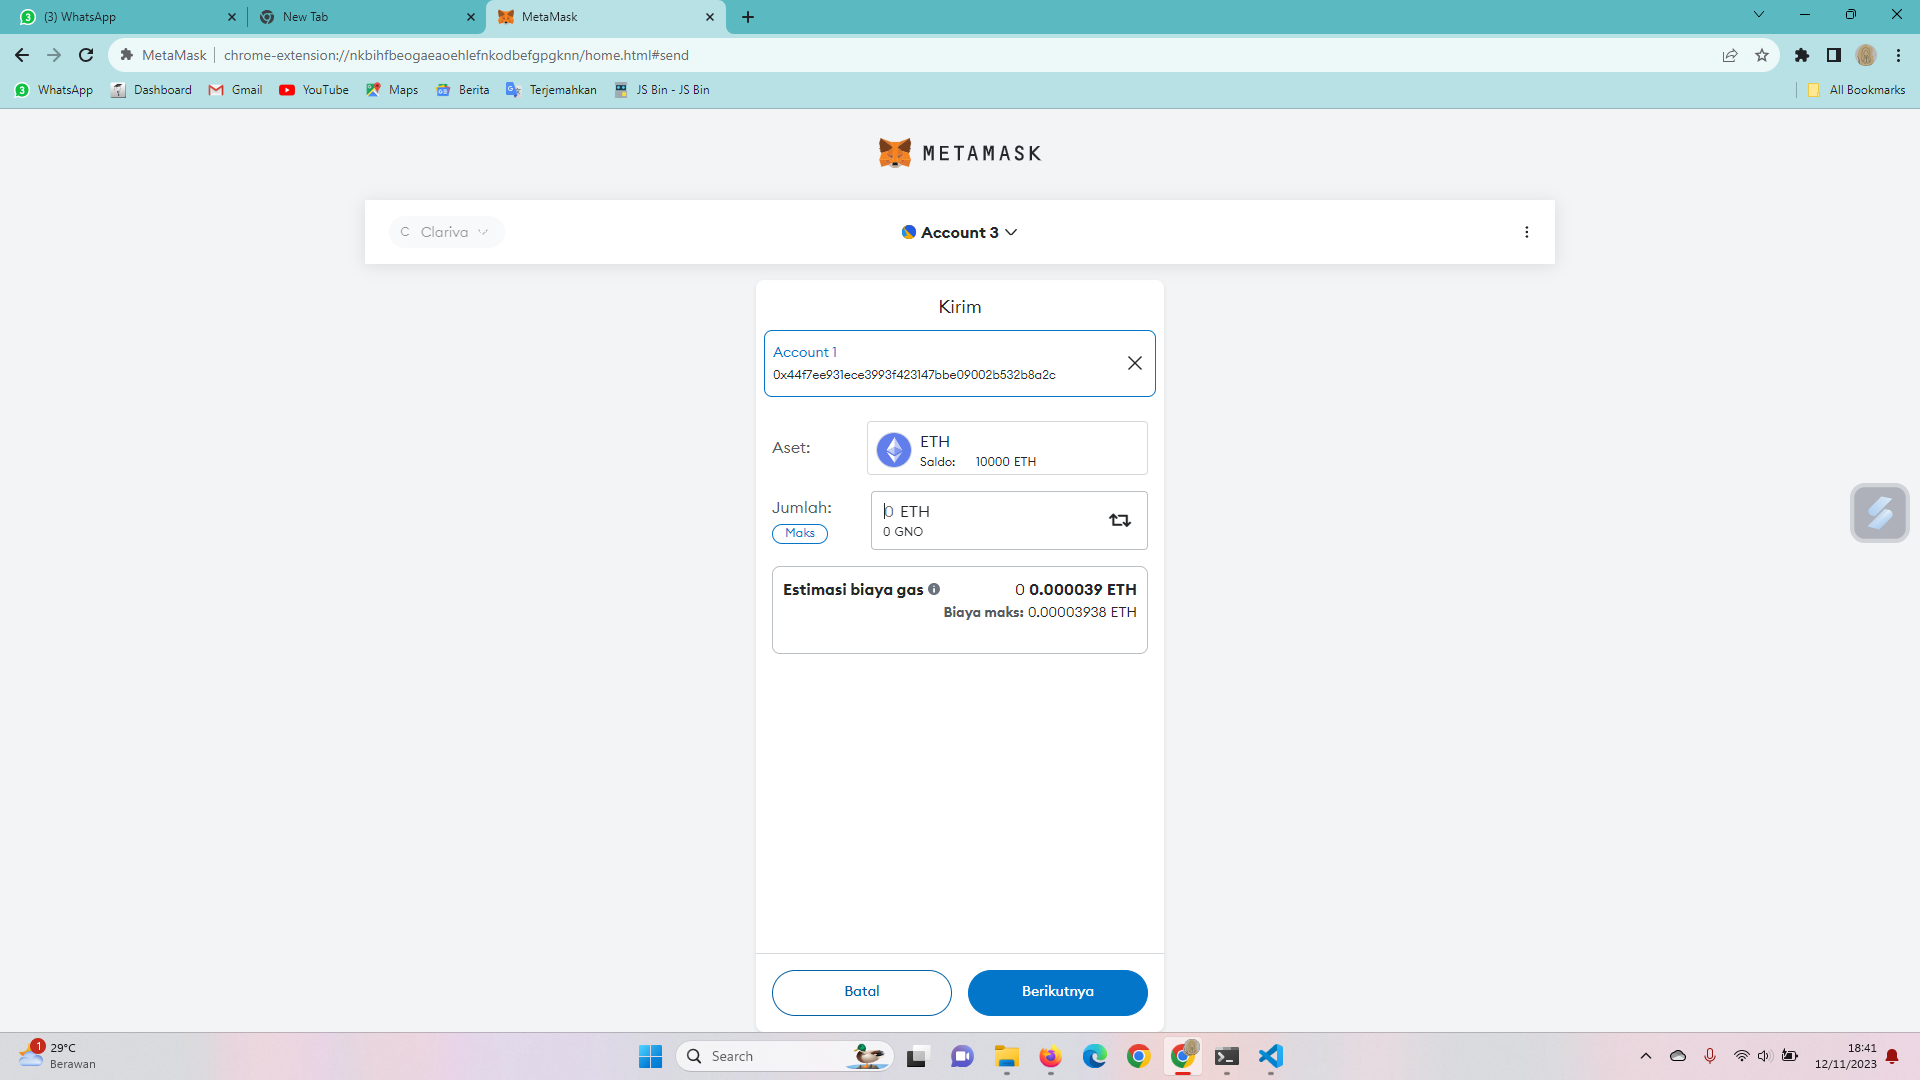 (3) WhatsApp
New Tab
MetaMask
MetaMask
chrome-extension://nkbihfbeogaeaoehlefnkodbefgpgknn/home.html#send
WhatsApp
Dashboard
Gmail
YouTube
Maps
Berita
Terjemahkan
JS Bin - JS Bin
All Bookmarks
METAMASK
C Clariva
Account 3
Kirim
Account 1
0x44f7ee931ece3993f423147bbe09002b532b8a2c
Aset:
ETH
Saldo: 10000 ETH
Jumlah:
Maks
0 ETH
0 GNO
Estimasi biaya gas
0 0.000039 ETH
Biaya maks: 0.00003938 ETH
Batal
Berikutnya
1
29°C
Berawan
Search
18:41
12/11/2023